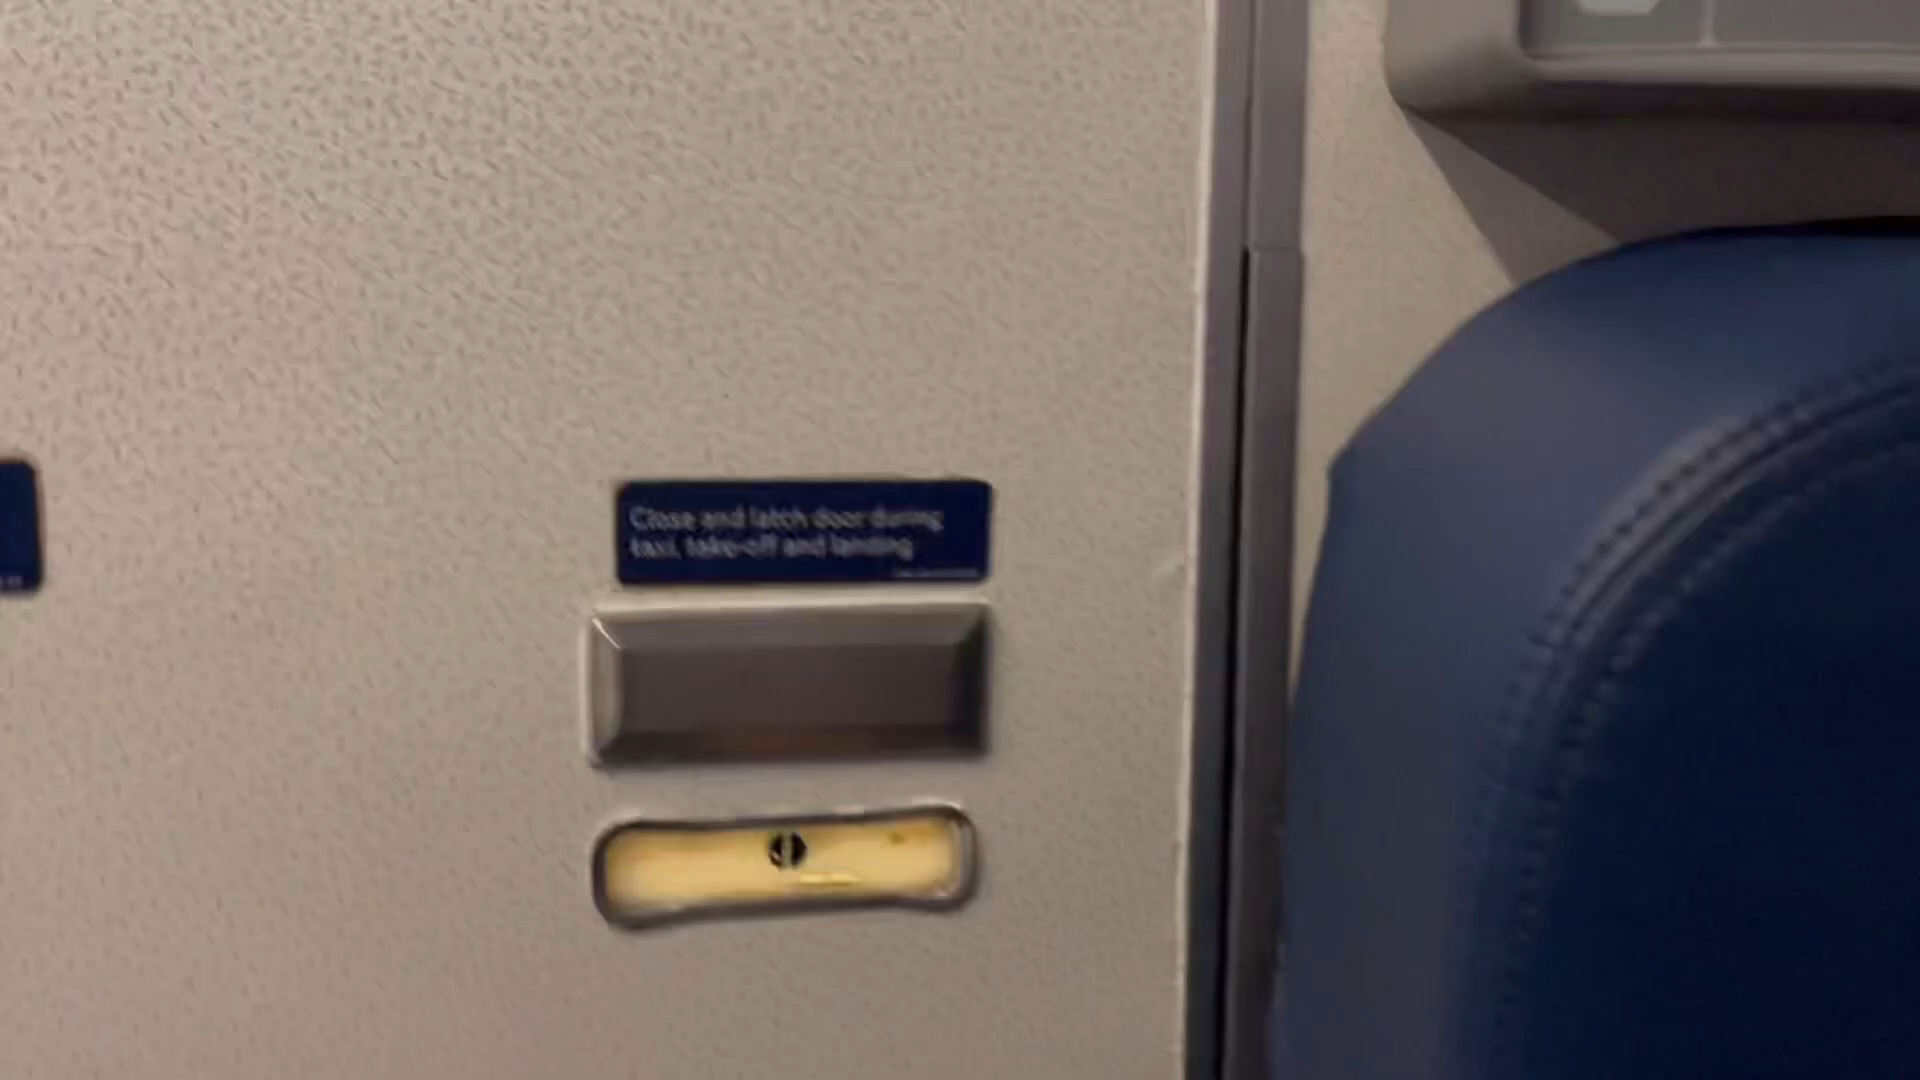 Close and latch door during
taxi, take-off and landing